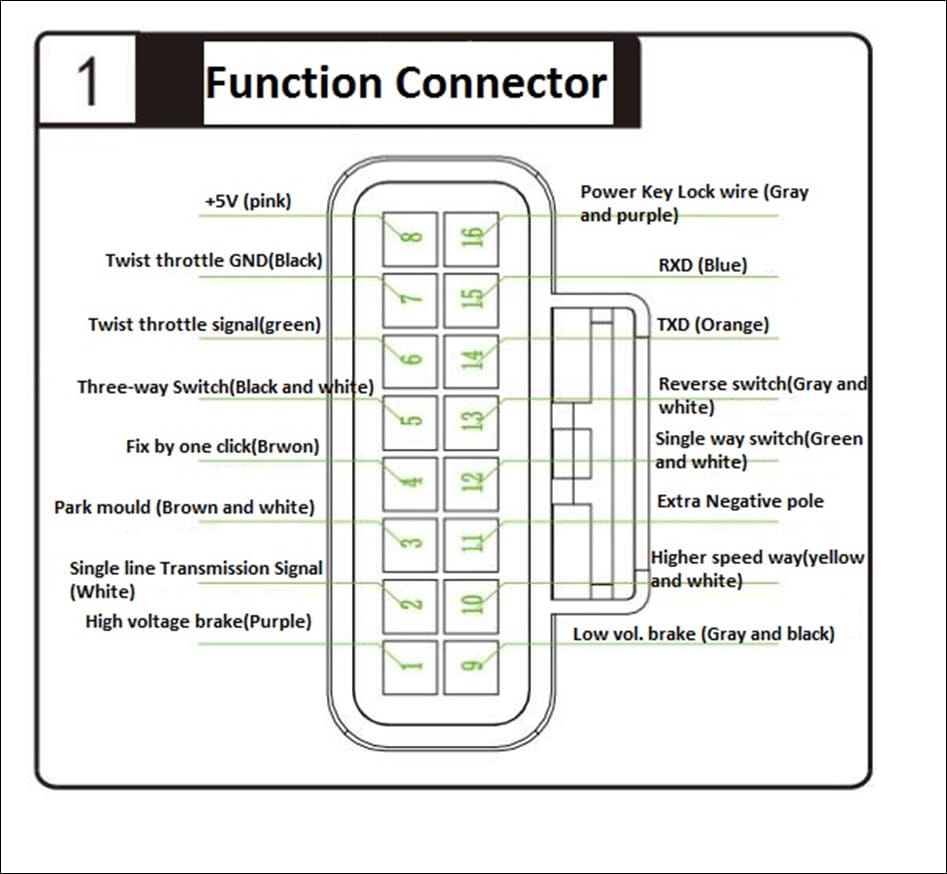 1
Function Connector
+5V (pink)
Twist throttle GND(Black)
Twist throttle signal(green)
Three-way Switch(Black and white)
Fix by one click(Brwon)
Park mould (Brown and white)
Single line Transmission Signal
(White)
High voltage brake(Purple)
8
7
6
5
4
3
2
1
16
15
14
13
12
11
10
9
Power Key Lock wire (Gray
and purple)
RXD (Blue)
TXD (Orange)
Reverse switch(Gray and
white)
Single way switch(Green
and white)
Extra Negative pole
Higher speed way(yellow
and white)
Low vol. brake (Gray and black)